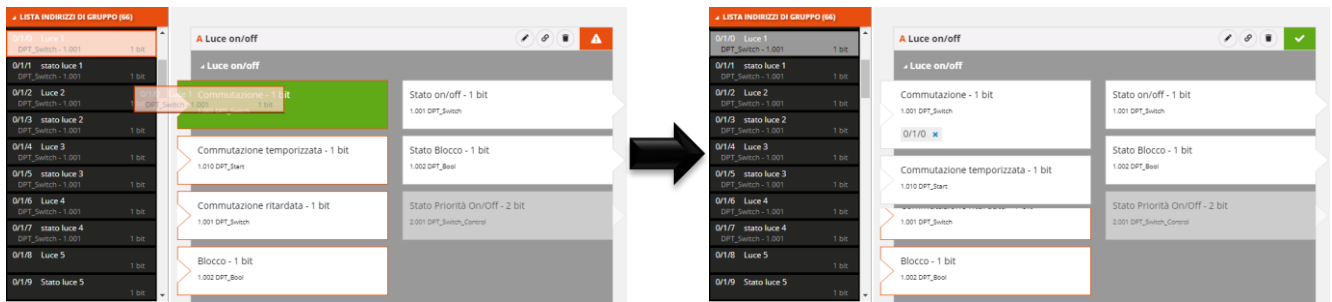 LISTA INDIRIZZI DI GRUPPO (66)
0/1/0 Luce 1
DPT_Switch - 1.001 1 bit
0/1/1 stato luce 1
DPT_Switch - 1.001 1 bit
0/1/2 Luce 2
DPT_Switch - 1.001
0/1/3 stato luce 2
DPT_Switch - 1.001 1 bit
0/1/4 Luce 3
DPT_Switch - 1.001 1 bit
0/1/5 stato luce 3
DPT_Switch - 1.001 1 bit
0/1/6 Luce 4
DPT_Switch - 1.001 1 bit
0/1/7 stato luce 4
DPT_Switch - 1.001 1 bit
0/1/8 Luce 5
1 bit
0/1/9 Stato luce 5
1 bit
Luce 1
DPT_Switch - 1.001 1 bit
A Luce on/off
Luce on/off
Commutazione - 1 bit
Stato on/off - 1 bit
1.001 DPT_Switch
Commutazione temporizzata - 1 bit
1.010 DPT_Start
Stato Blocco - 1 bit
1.002 DPT_Bool
Commutazione ritardata - 1 bit
1.001 DPT_Switch
Stato Priorità On/Off - 2 bit
2.001 DPT_Switch_Control
Blocco - 1 bit
1.002 DPT_Bool
LISTA INDIRIZZI DI GRUPPO (66)
0/1/0 Luce 1
DPT_Switch - 1.001 1 bit
0/1/1 stato luce 1
DPT_Switch - 1.001 1 bit
0/1/2 Luce 2
DPT_Switch - 1.001 1 bit
0/1/3 stato luce 2
DPT_Switch - 1.001 1 bit
0/1/4 Luce 3
DPT_Switch - 1.001 1 bit
0/1/5 stato luce 3
DPT_Switch - 1.001 1 bit
0/1/6 Luce 4
DPT_Switch - 1.001 1 bit
0/1/7 stato luce 4
DPT_Switch - 1.001 1 bit
0/1/8 Luce 5
1 bit
0/1/9 Stato luce 5
1 bit
A Luce on/off
Luce on/off
Commutazione - 1 bit
1.001 DPT_Switch
0/1/0 ×
Stato on/off - 1 bit
1.001 DPT_Switch
Commutazione temporizzata - 1 bit
1.010 DPT_Start
Stato Blocco - 1 bit
1.002 DPT_Bool
1.001 DPT_Switch
Stato Priorità On/Off - 2 bit
2.001 DPT_Switch_Control
Blocco - 1 bit
1.002 DPT_Bool